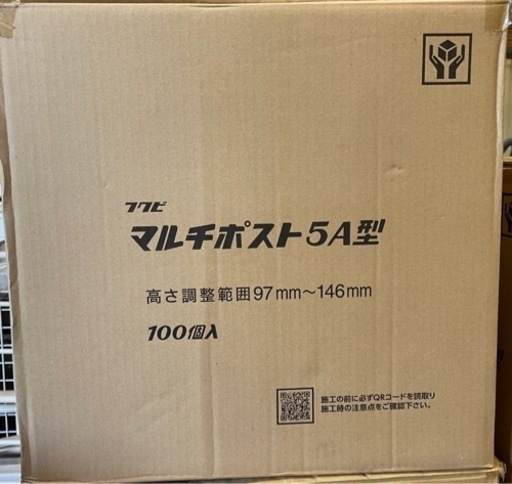 フクビ
マルチポスト5A型
高さ調整範囲97mm〜146mm
100個入
施工の前に必ずQRコードを読取り
施工時の注意点をご確認下さい。